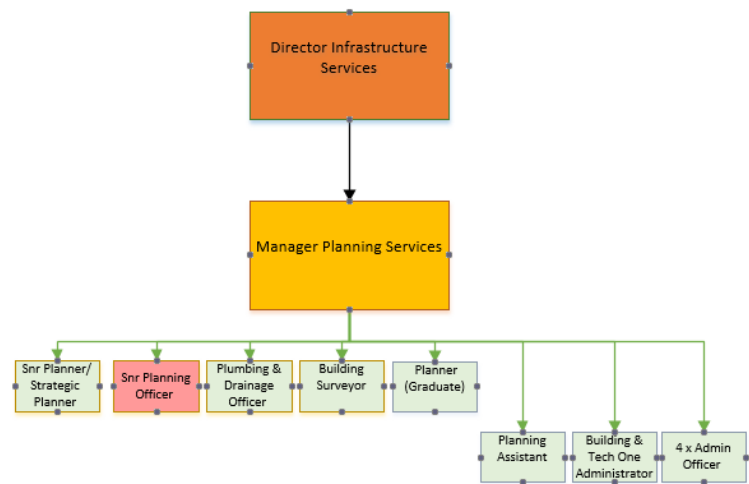 Director Infrastructure
Services
Manager Planning Services
Snr Planner/
Strategic
Planner
Snr Planning
Officer
Plumbing &
Drainage
Officer
Building
Surveyor
Planner
(Graduate)
Planning
Assistant
Building &
Tech One
Administrator
4 x Admin
Officer